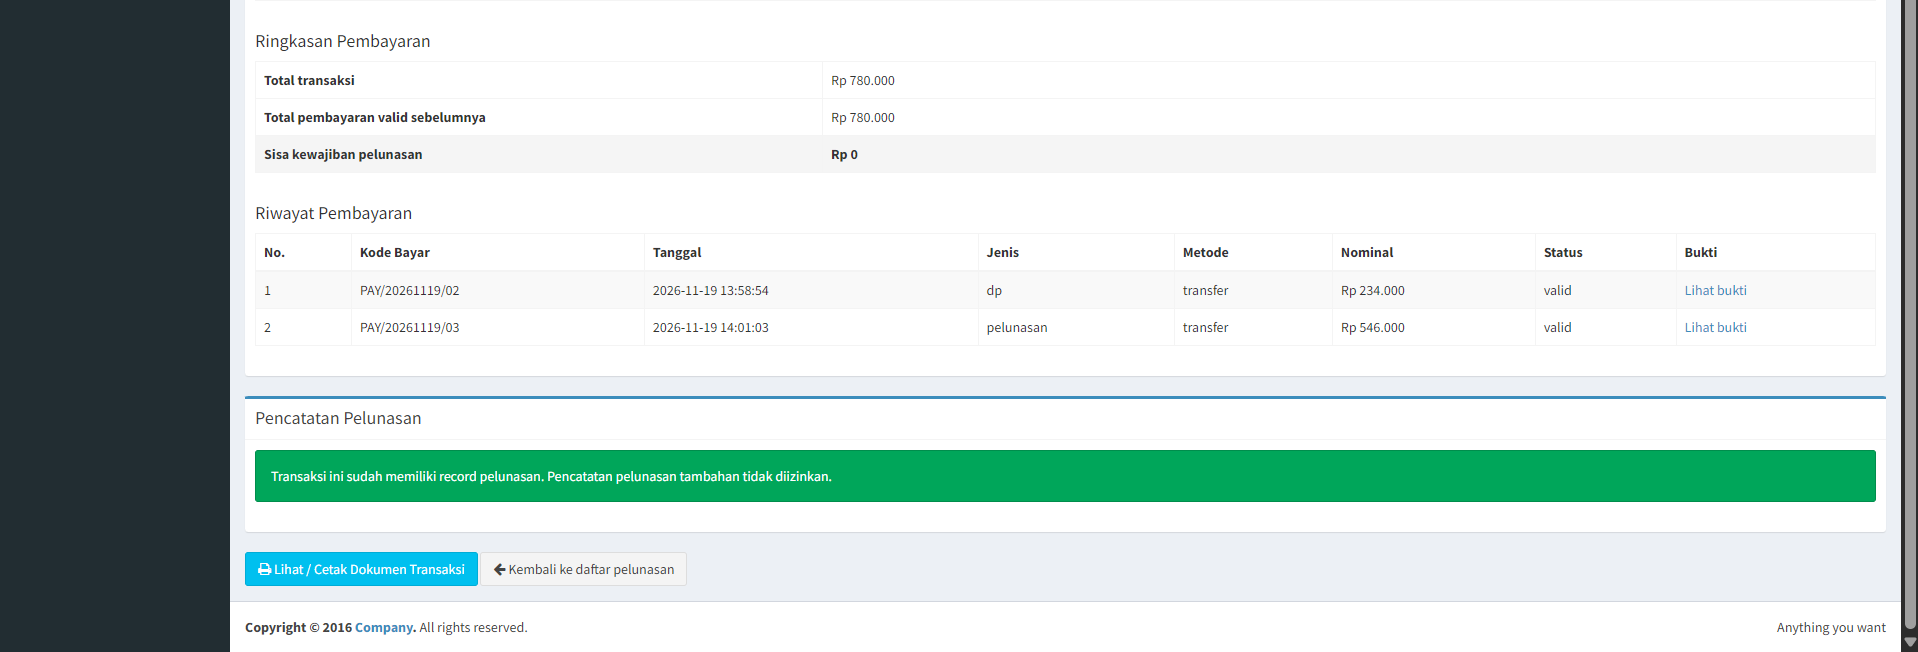 Ringkasan Pembayaran
Total transaksi Rp 780.000
Total pembayaran valid sebelumnya Rp 780.000
Sisa kewajiban pelunasan Rp 0
Riwayat Pembayaran
No. Kode Bayar Tanggal Jenis Metode Nominal Status Bukti
1 PAY/20261119/02 2026-11-19 13:58:54 dp transfer Rp 234.000 valid Lihat bukti
2 PAY/20261119/03 2026-11-19 14:01:03 pelunasan transfer Rp 546.000 valid Lihat bukti
Pencatatan Pelunasan
Transaksi ini sudah memiliki record pelunasan. Pencatatan pelunasan tambahan tidak diizinkan.
Lihat / Cetak Dokumen Transaksi Kembali ke daftar pelunasan
Copyright © 2016 Company. All rights reserved. Anything you want